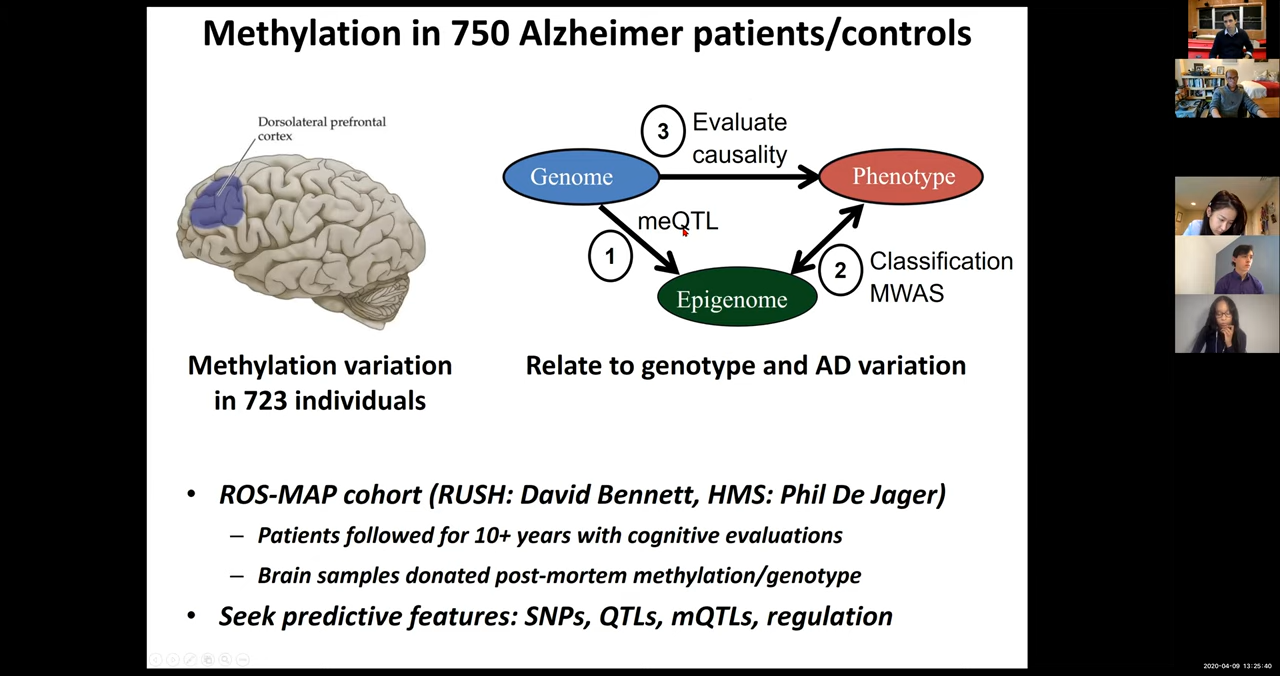 Methylation in 750 Alzheimer patients/controls
Dorsolateral prefrontal
cortex
3
Evaluate
causality
Genome
Phenotype
meQTL
1
2
Classification
MWAS
Epigenome
Methylation variation
in 723 individuals
Relate to genotype and AD variation
• ROS-MAP cohort (RUSH: David Bennett, HMS: Phil De Jager)
– Patients followed for 10+ years with cognitive evaluations
– Brain samples donated post-mortem methylation/genotype
• Seek predictive features: SNPs, QTLs, mQTLs, regulation
2020-04-09 13:25:40